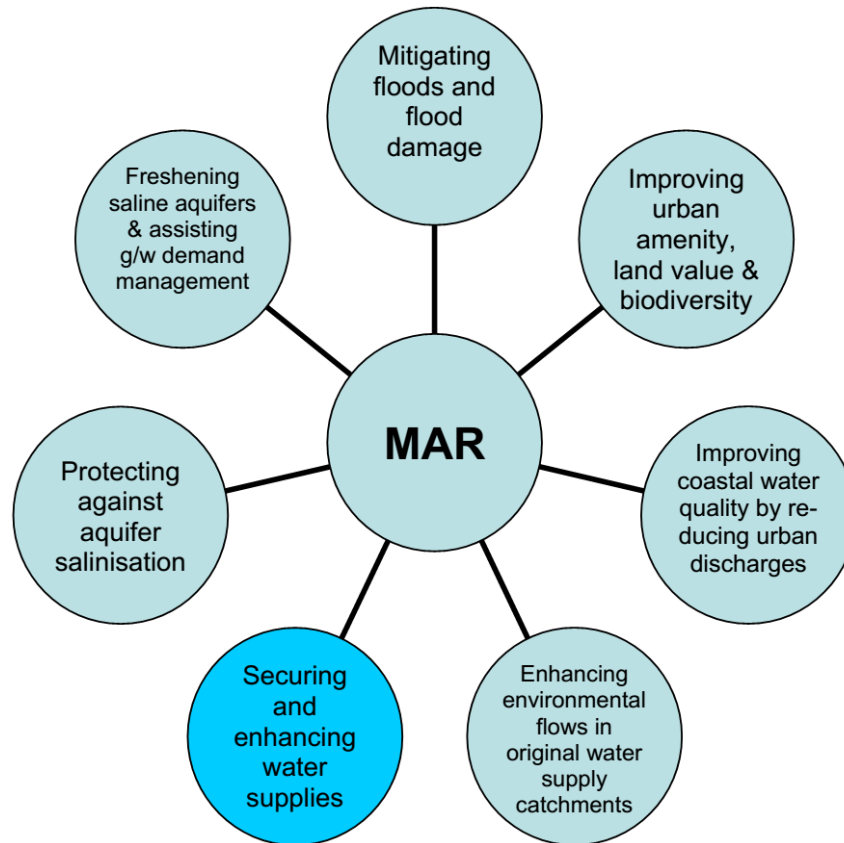 Mitigating
floods and
flood
damage
Improving
urban
amenity,
land value &
biodiversity
Improving
coastal water
quality by re-
ducing urban
discharges
Enhancing
environmental
flows in
original water
supply
catchments
Securing
and
enhancing
water
supplies
Protecting
against
aquifer
salinisation
Freshening
saline aquifers
& assisting
g/w demand
management
MAR